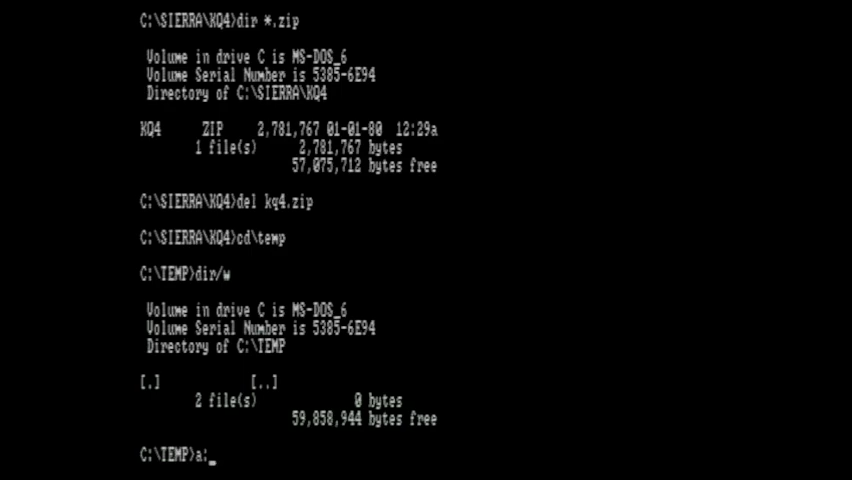 C:\SIERRA\KQ4>dir *.zip
Volume in drive C is MS-DOS_6
Volume Serial Number is 5385-6E94
Directory of C:\SIERRA\KQ4
KQ4 ZIP 2,781,767 01-01-80 12:29a
1 file(s) 2,781,767 bytes
57,075,712 bytes free
C:\SIERRA\KQ4>del kq4.zip
C:\SIERRA\KQ4>cd\temp
C:\TEMP>dir/w
Volume in drive C is MS-DOS_6
Volume Serial Number is 5385-6E94
Directory of C:\TEMP
[.] [..]
2 file(s) 0 bytes
59,858,944 bytes free
C:\TEMP>a:_